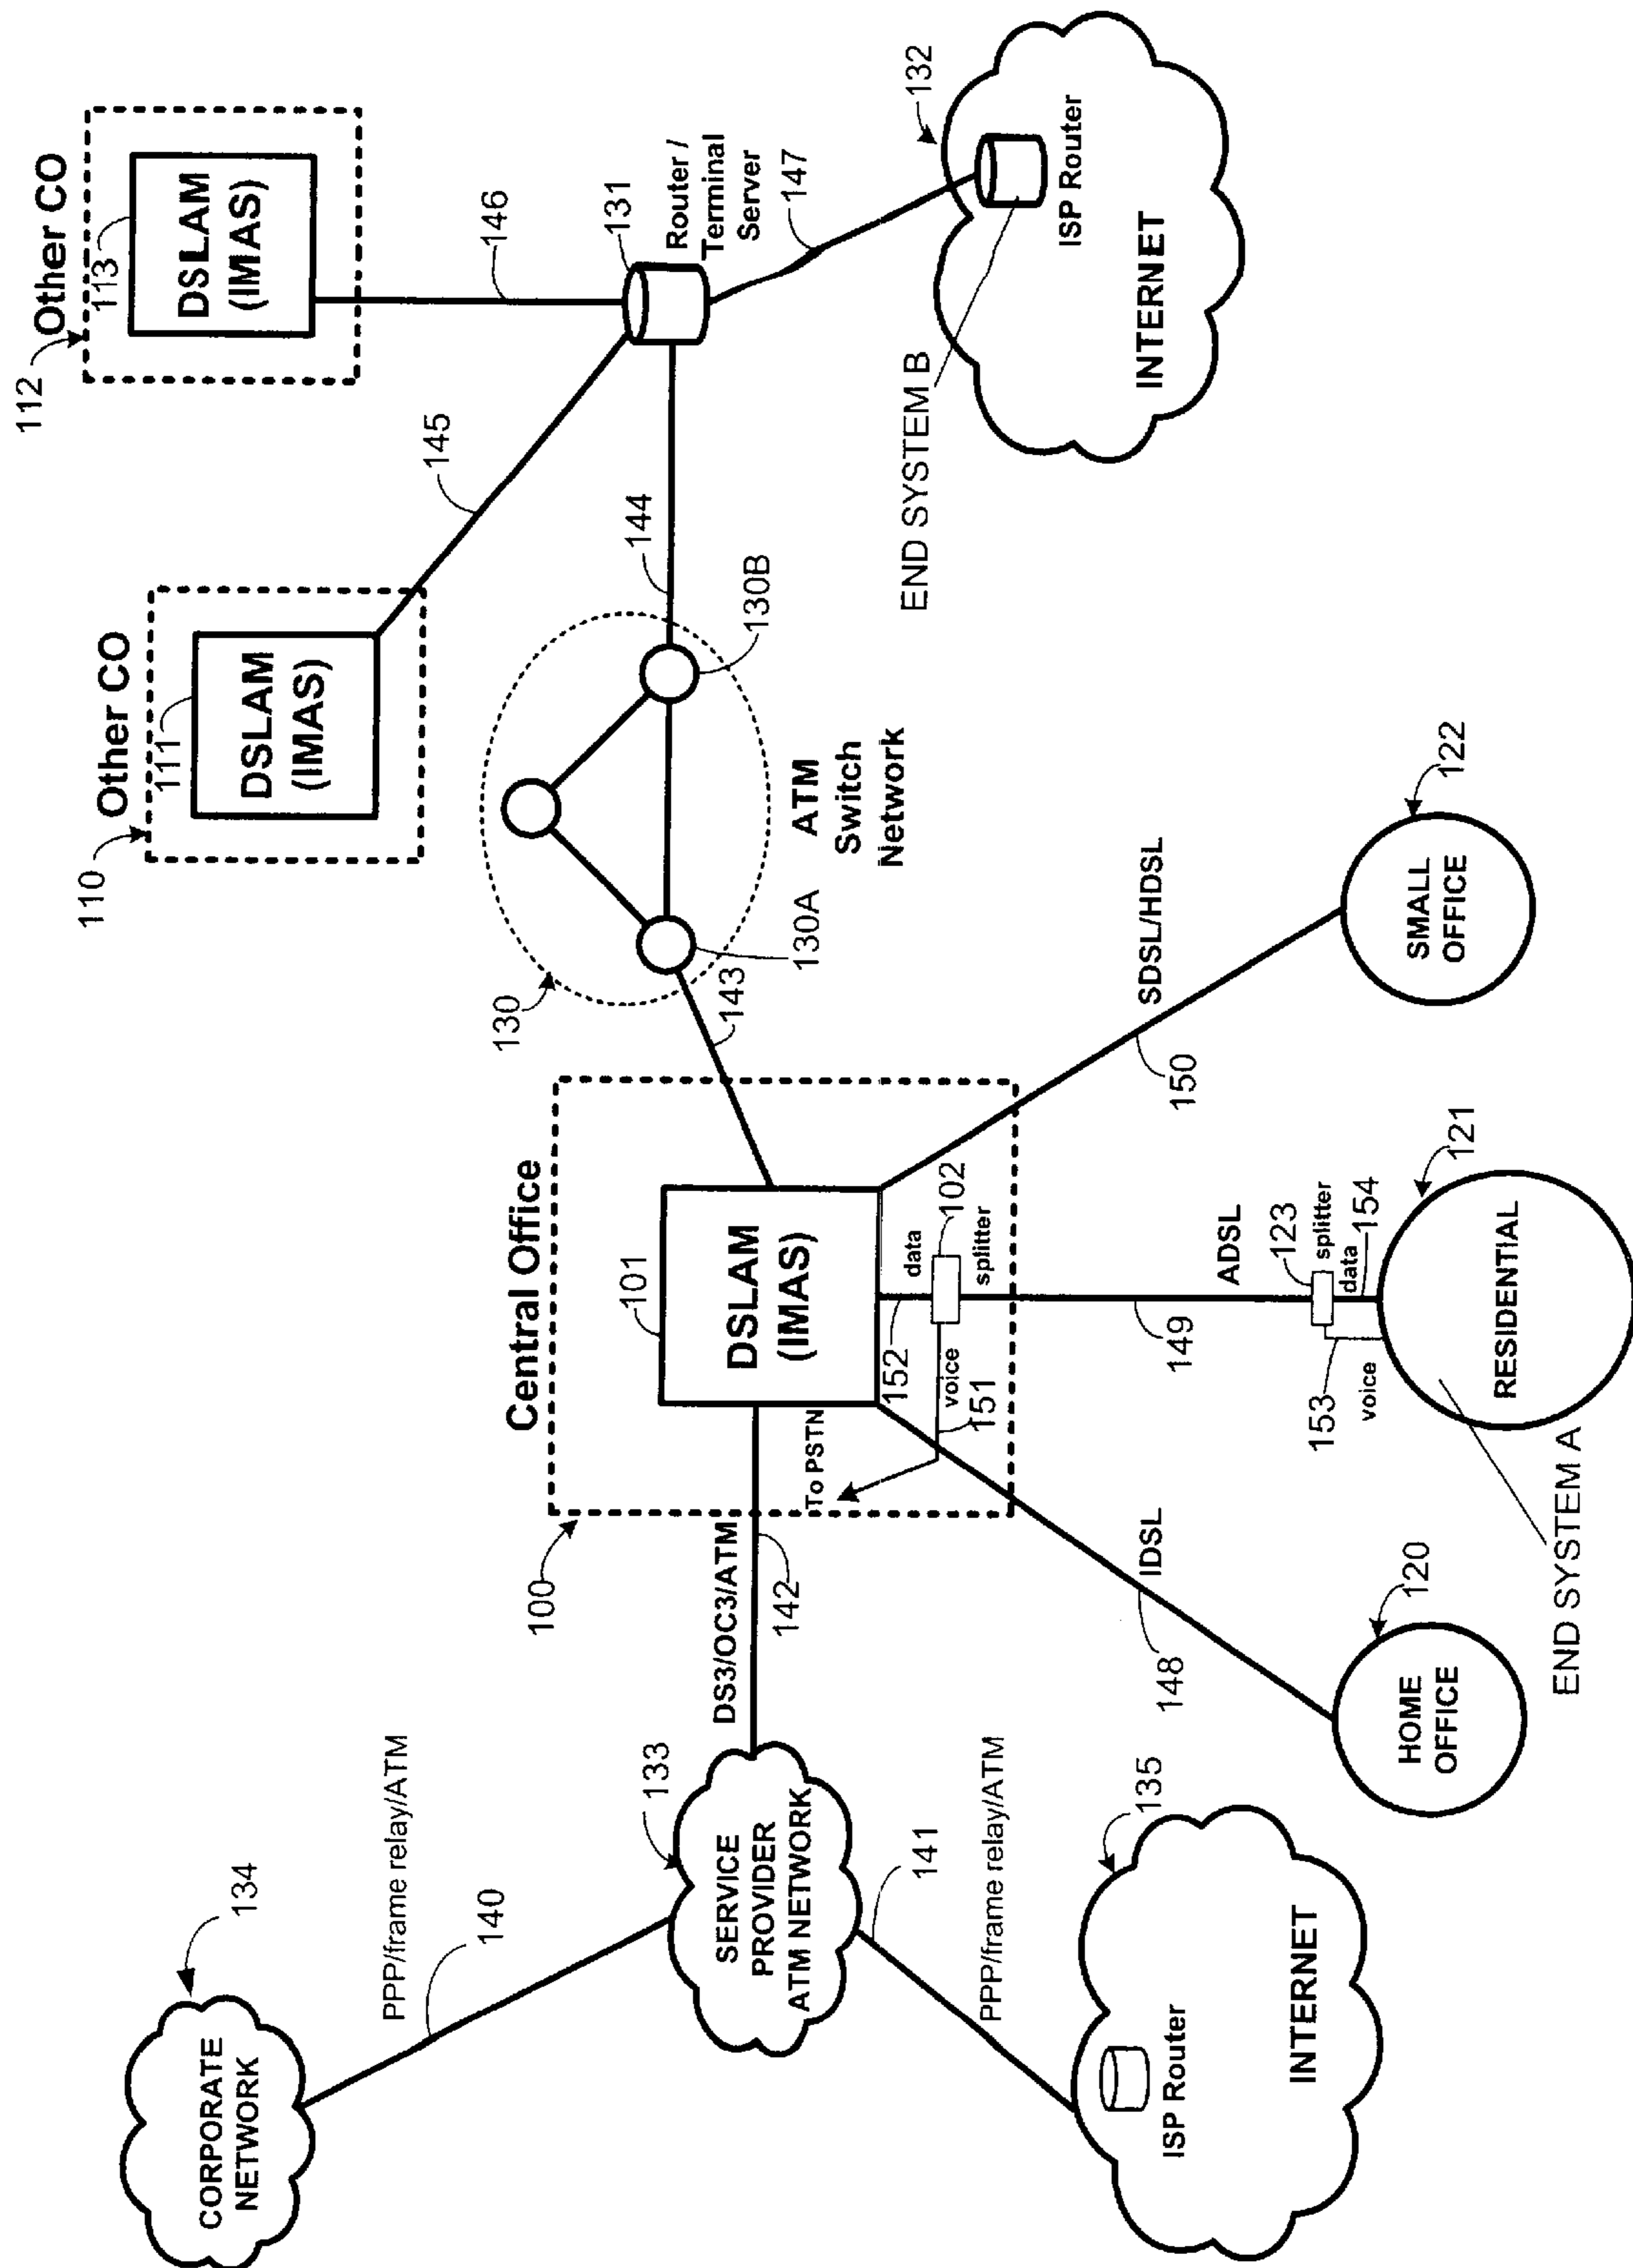 134
CORPORATE
NETWORK
PPP/frame relay/ATM
140
133
SERVICE
PROVIDER
ATM NETWORK
141
PPP/frame relay/ATM
135
ISP Router
INTERNET
DS3/OC3/ATM
142
100
Central Office
101
DSLAM
(IMAS)
To PSTN
152
data
102
splitter
voice
151
IDSL
148
120
HOME
OFFICE
ADSL
149
123
splitter
data
154
153
voice
121
RESIDENTIAL
END SYSTEM A
SDSL/HDSL
150
122
SMALL
OFFICE
143
130
130A
130B
ATM
Switch
Network
144
110
Other CO
111
DSLAM
(IMAS)
145
112
Other CO
113
DSLAM
(IMAS)
146
131
Router /
Terminal
Server
147
132
ISP Router
INTERNET
END SYSTEM B